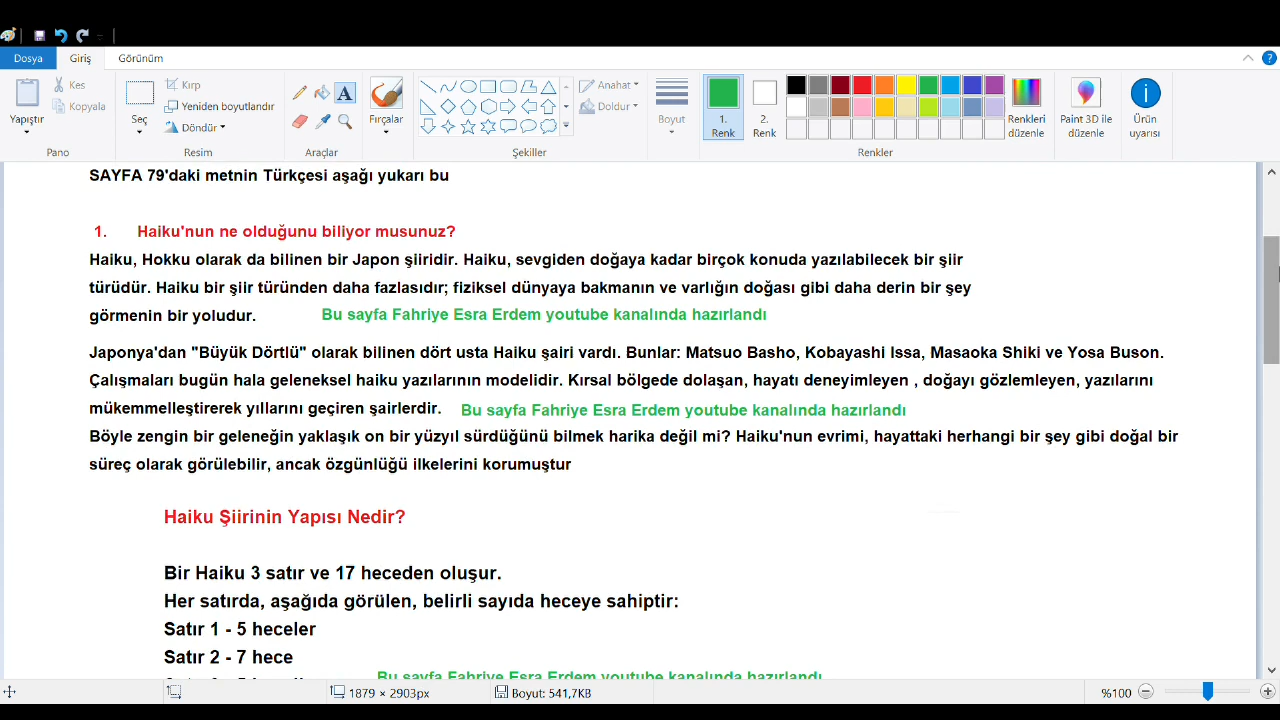 Dosya Giriş Görünüm
Yapıştır
Kes
Kopyala
Pano
Seç
Kırp
Yeniden boyutlandır
Döndür
Resim
A
Araçlar
Fırçalar
Şekiller
Anahat
Doldur
Boyut
1. Renk
2. Renk
Renkleri düzenle
Renkler
Paint 3D ile düzenle
Ürün uyarısı
SAYFA 79'daki metnin Türkçesi aşağı yukarı bu
1. Haiku'nun ne olduğunu biliyor musunuz?
Haiku, Hokku olarak da bilinen bir Japon şiiridir. Haiku, sevgiden doğaya kadar birçok konuda yazılabilecek bir şiir
türüdür. Haiku bir şiir türünden daha fazlasıdır; fiziksel dünyaya bakmanın ve varlığın doğası gibi daha derin bir şey
görmenin bir yoludur. Bu sayfa Fahriye Esra Erdem youtube kanalında hazırlandı
Japonya'dan "Büyük Dörtlü" olarak bilinen dört usta Haiku şairi vardı. Bunlar: Matsuo Basho, Kobayashi Issa, Masaoka Shiki ve Yosa Buson.
Çalışmaları bugün hala geleneksel haiku yazılarının modelidir. Kırsal bölgede dolaşan, hayatı deneyimleyen , doğayı gözlemleyen, yazılarını
mükemmelleştirerek yıllarını geçiren şairlerdir. Bu sayfa Fahriye Esra Erdem youtube kanalında hazırlandı
Böyle zengin bir geleneğin yaklaşık on bir yüzyıl sürdüğünü bilmek harika değil mi? Haiku'nun evrimi, hayattaki herhangi bir şey gibi doğal bir
süreç olarak görülebilir, ancak özgünlüğü ilkelerini korumuştur
Haiku Şiirinin Yapısı Nedir?
Bir Haiku 3 satır ve 17 heceden oluşur.
Her satırda, aşağıda görülen, belirli sayıda heceye sahiptir:
Satır 1 - 5 heceler
Satır 2 - 7 hece
Bu sayfa Fahriye Esra Erdem youtube kanalında hazırlandı
1879 × 2903px
Boyut: 541,7KB
%100